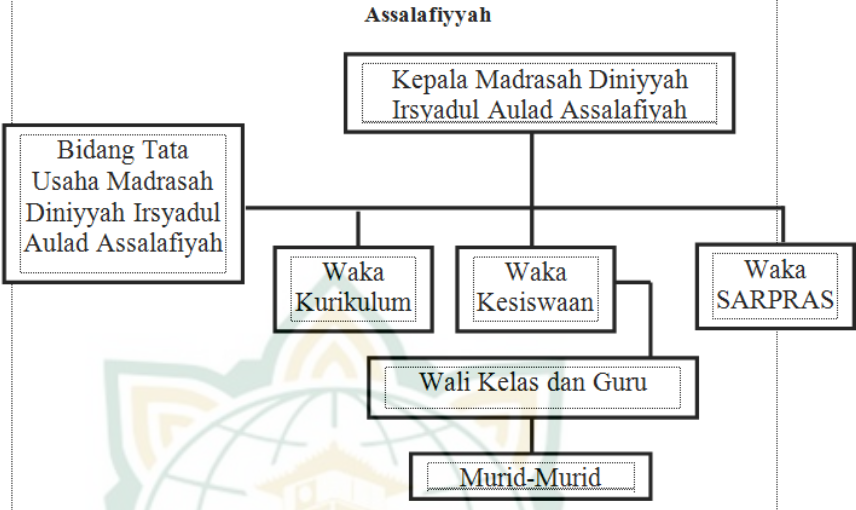 Assalafiyyah
Kepala Madrasah Diniyyah
Irsyadul Aulad Assalafiyah
Bidang Tata
Usaha Madrasah
Diniyyah Irsyadul
Aulad Assalafiyah
Waka
Kurikulum
Waka
Kesiswaan
Waka
SARPRAS
Wali Kelas dan Guru
Murid-Murid